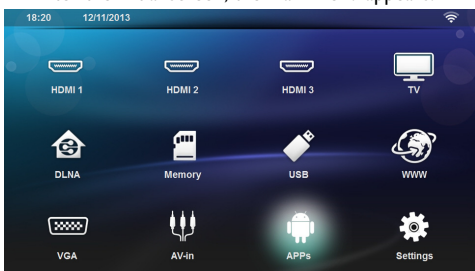 18:20 12/11/2013
HDMI 1 HDMI 2 HDMI 3 TV
DLNA Memory USB WWW
VGA AV-in APPs Settings